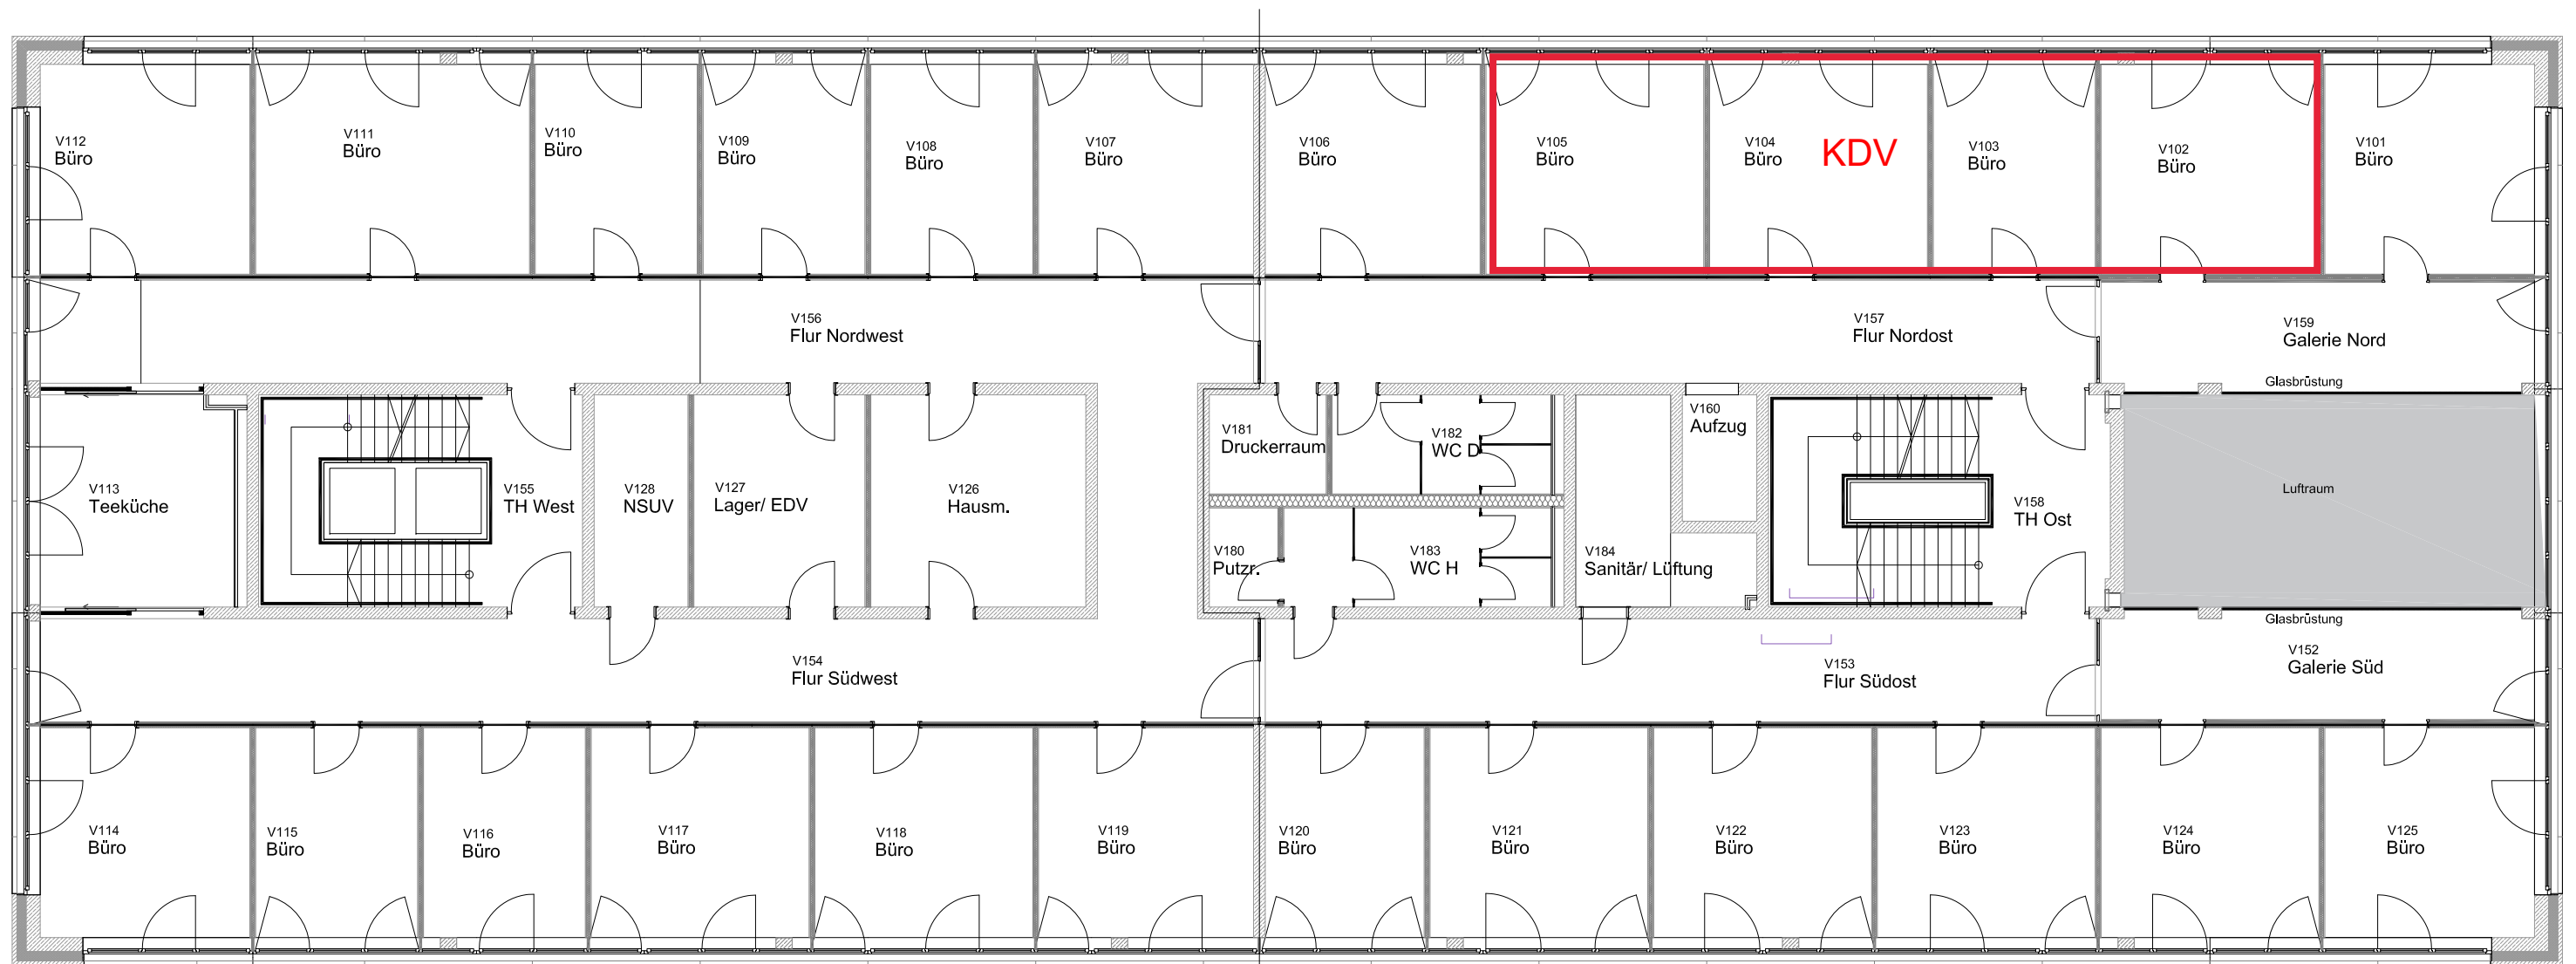 V112
Büro
V111
Büro
V110
Büro
V109
Büro
V108
Büro
V107
Büro
V106
Büro
V105
Büro
V104
Büro
KDV
V103
Büro
V102
Büro
V101
Büro
V156
Flur Nordwest
V157
Flur Nordost
V159
Galerie Nord
Glasbrüstung
V113
Teeküche
V155
TH West
V128
NSUV
V127
Lager/ EDV
V126
Hausm.
V181
Druckerraum
V182
WC D
V160
Aufzug
V180
Putzr.
V183
WC H
V184
Sanitär/ Lüftung
V158
TH Ost
Luftraum
Glasbrüstung
V154
Flur Südwest
V153
Flur Südost
V152
Galerie Süd
V114
Büro
V115
Büro
V116
Büro
V117
Büro
V118
Büro
V119
Büro
V120
Büro
V121
Büro
V122
Büro
V123
Büro
V124
Büro
V125
Büro